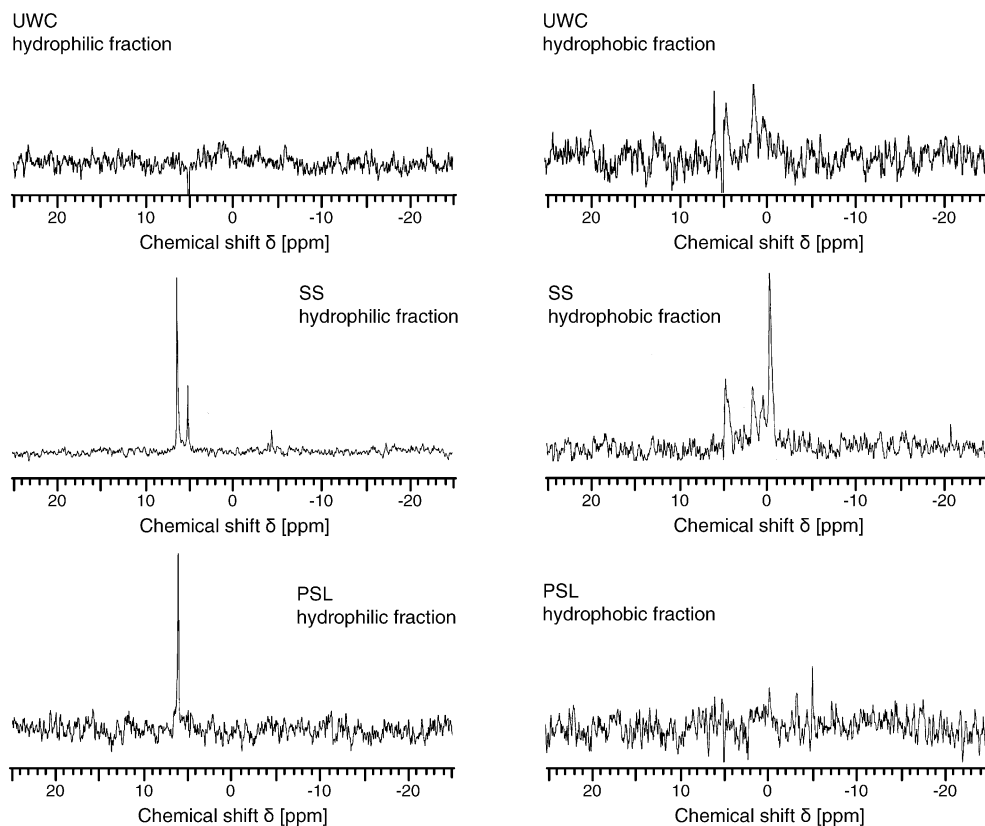 UWC
hydrophilic fraction
20 10 0 -10 -20
Chemical shift δ [ppm]
UWC
hydrophobic fraction
20 10 0 -10 -20
Chemical shift δ [ppm]
SS
hydrophilic fraction
20 10 0 -10 -20
Chemical shift δ [ppm]
SS
hydrophobic fraction
20 10 0 -10 -20
Chemical shift δ [ppm]
PSL
hydrophilic fraction
20 10 0 -10 -20
Chemical shift δ [ppm]
PSL
hydrophobic fraction
20 10 0 -10 -20
Chemical shift δ [ppm]